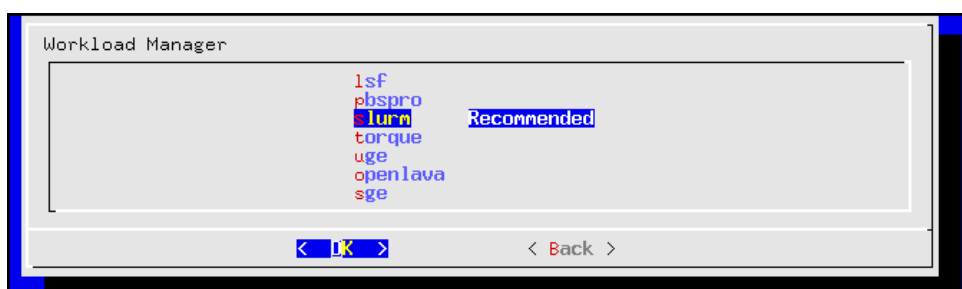 Workload Manager
lsf
pbspro
slurm Recommended
torque
uge
openlava
sge
< OK > < Back >